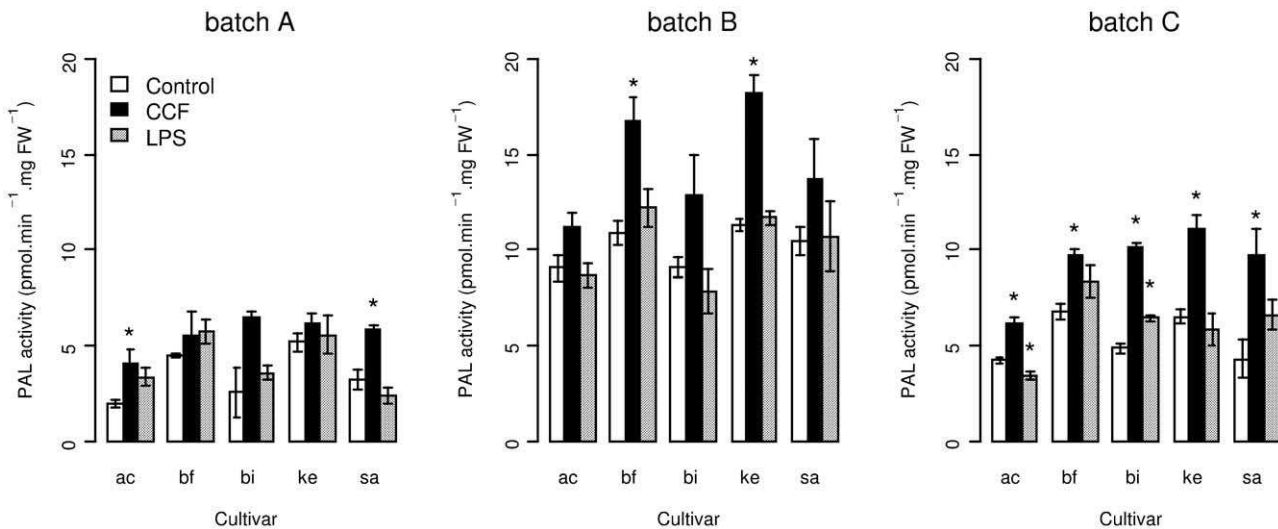 batch A
PAL activity (pmol.min⁻¹.mg FW⁻¹)
20
15
10
5
0
Control
CCF
LPS
*
*
ac bf bi ke sa
Cultivar
batch B
PAL activity (pmol.min⁻¹.mg FW⁻¹)
20
15
10
5
0
*
*
ac bf bi ke sa
Cultivar
batch C
PAL activity (pmol.min⁻¹.mg FW⁻¹)
20
15
10
5
0
*
*
*
*
*
*
*
ac bf bi ke sa
Cultivar